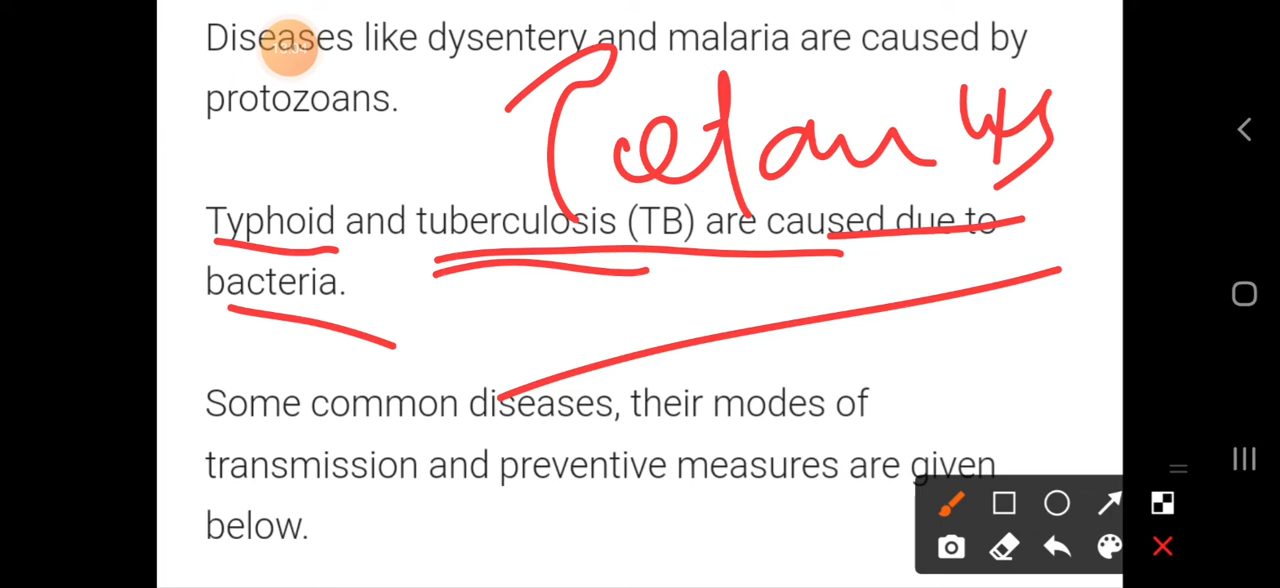 Diseases like dysentery and malaria are caused by
protozoans.
Tetanus
Typhoid and tuberculosis (TB) are caused due to
bacteria.
Some common diseases, their modes of
transmission and preventive measures are given
below.